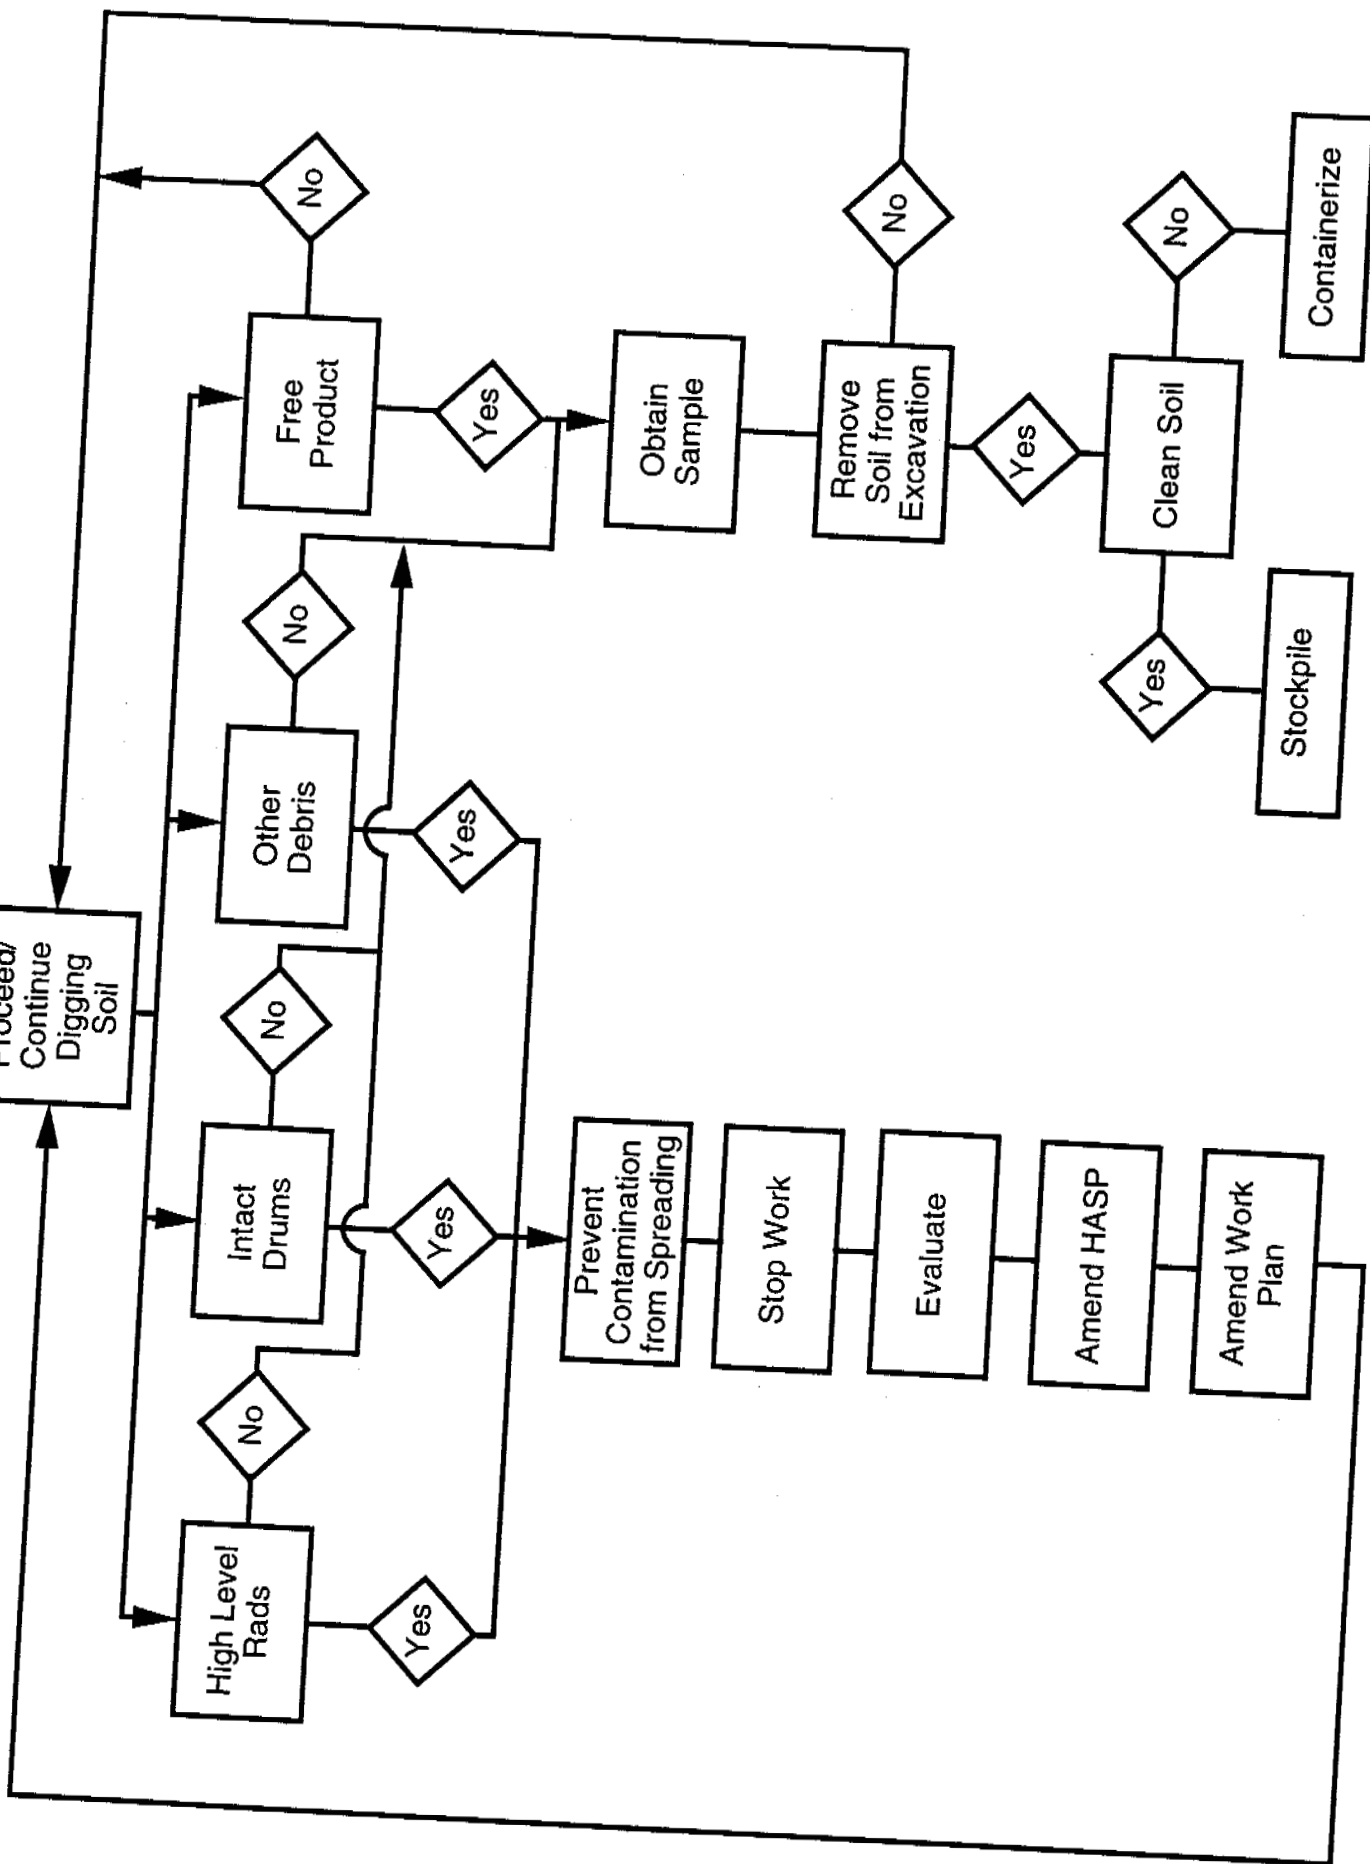 Continue
Digging
Soil
High Level
Rads
No
Yes
Intact
Drums
No
Yes
Other
Debris
No
Yes
Free
Product
No
Yes
Prevent
Contamination
from Spreading
Stop Work
Evaluate
Amend HASP
Amend Work
Plan
Obtain
Sample
Remove
Soil from
Excavation
No
Yes
Clean Soil
Yes
No
Stockpile
Containerize